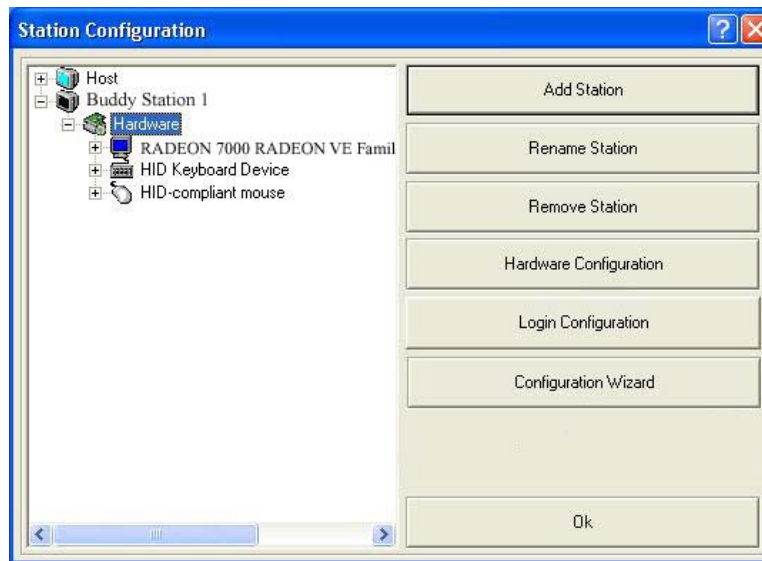 Station Configuration
Host
Buddy Station 1
Hardware
RADEON 7000 RADEON VE Famil
HID Keyboard Device
HID-compliant mouse
Add Station
Rename Station
Remove Station
Hardware Configuration
Login Configuration
Configuration Wizard
Ok